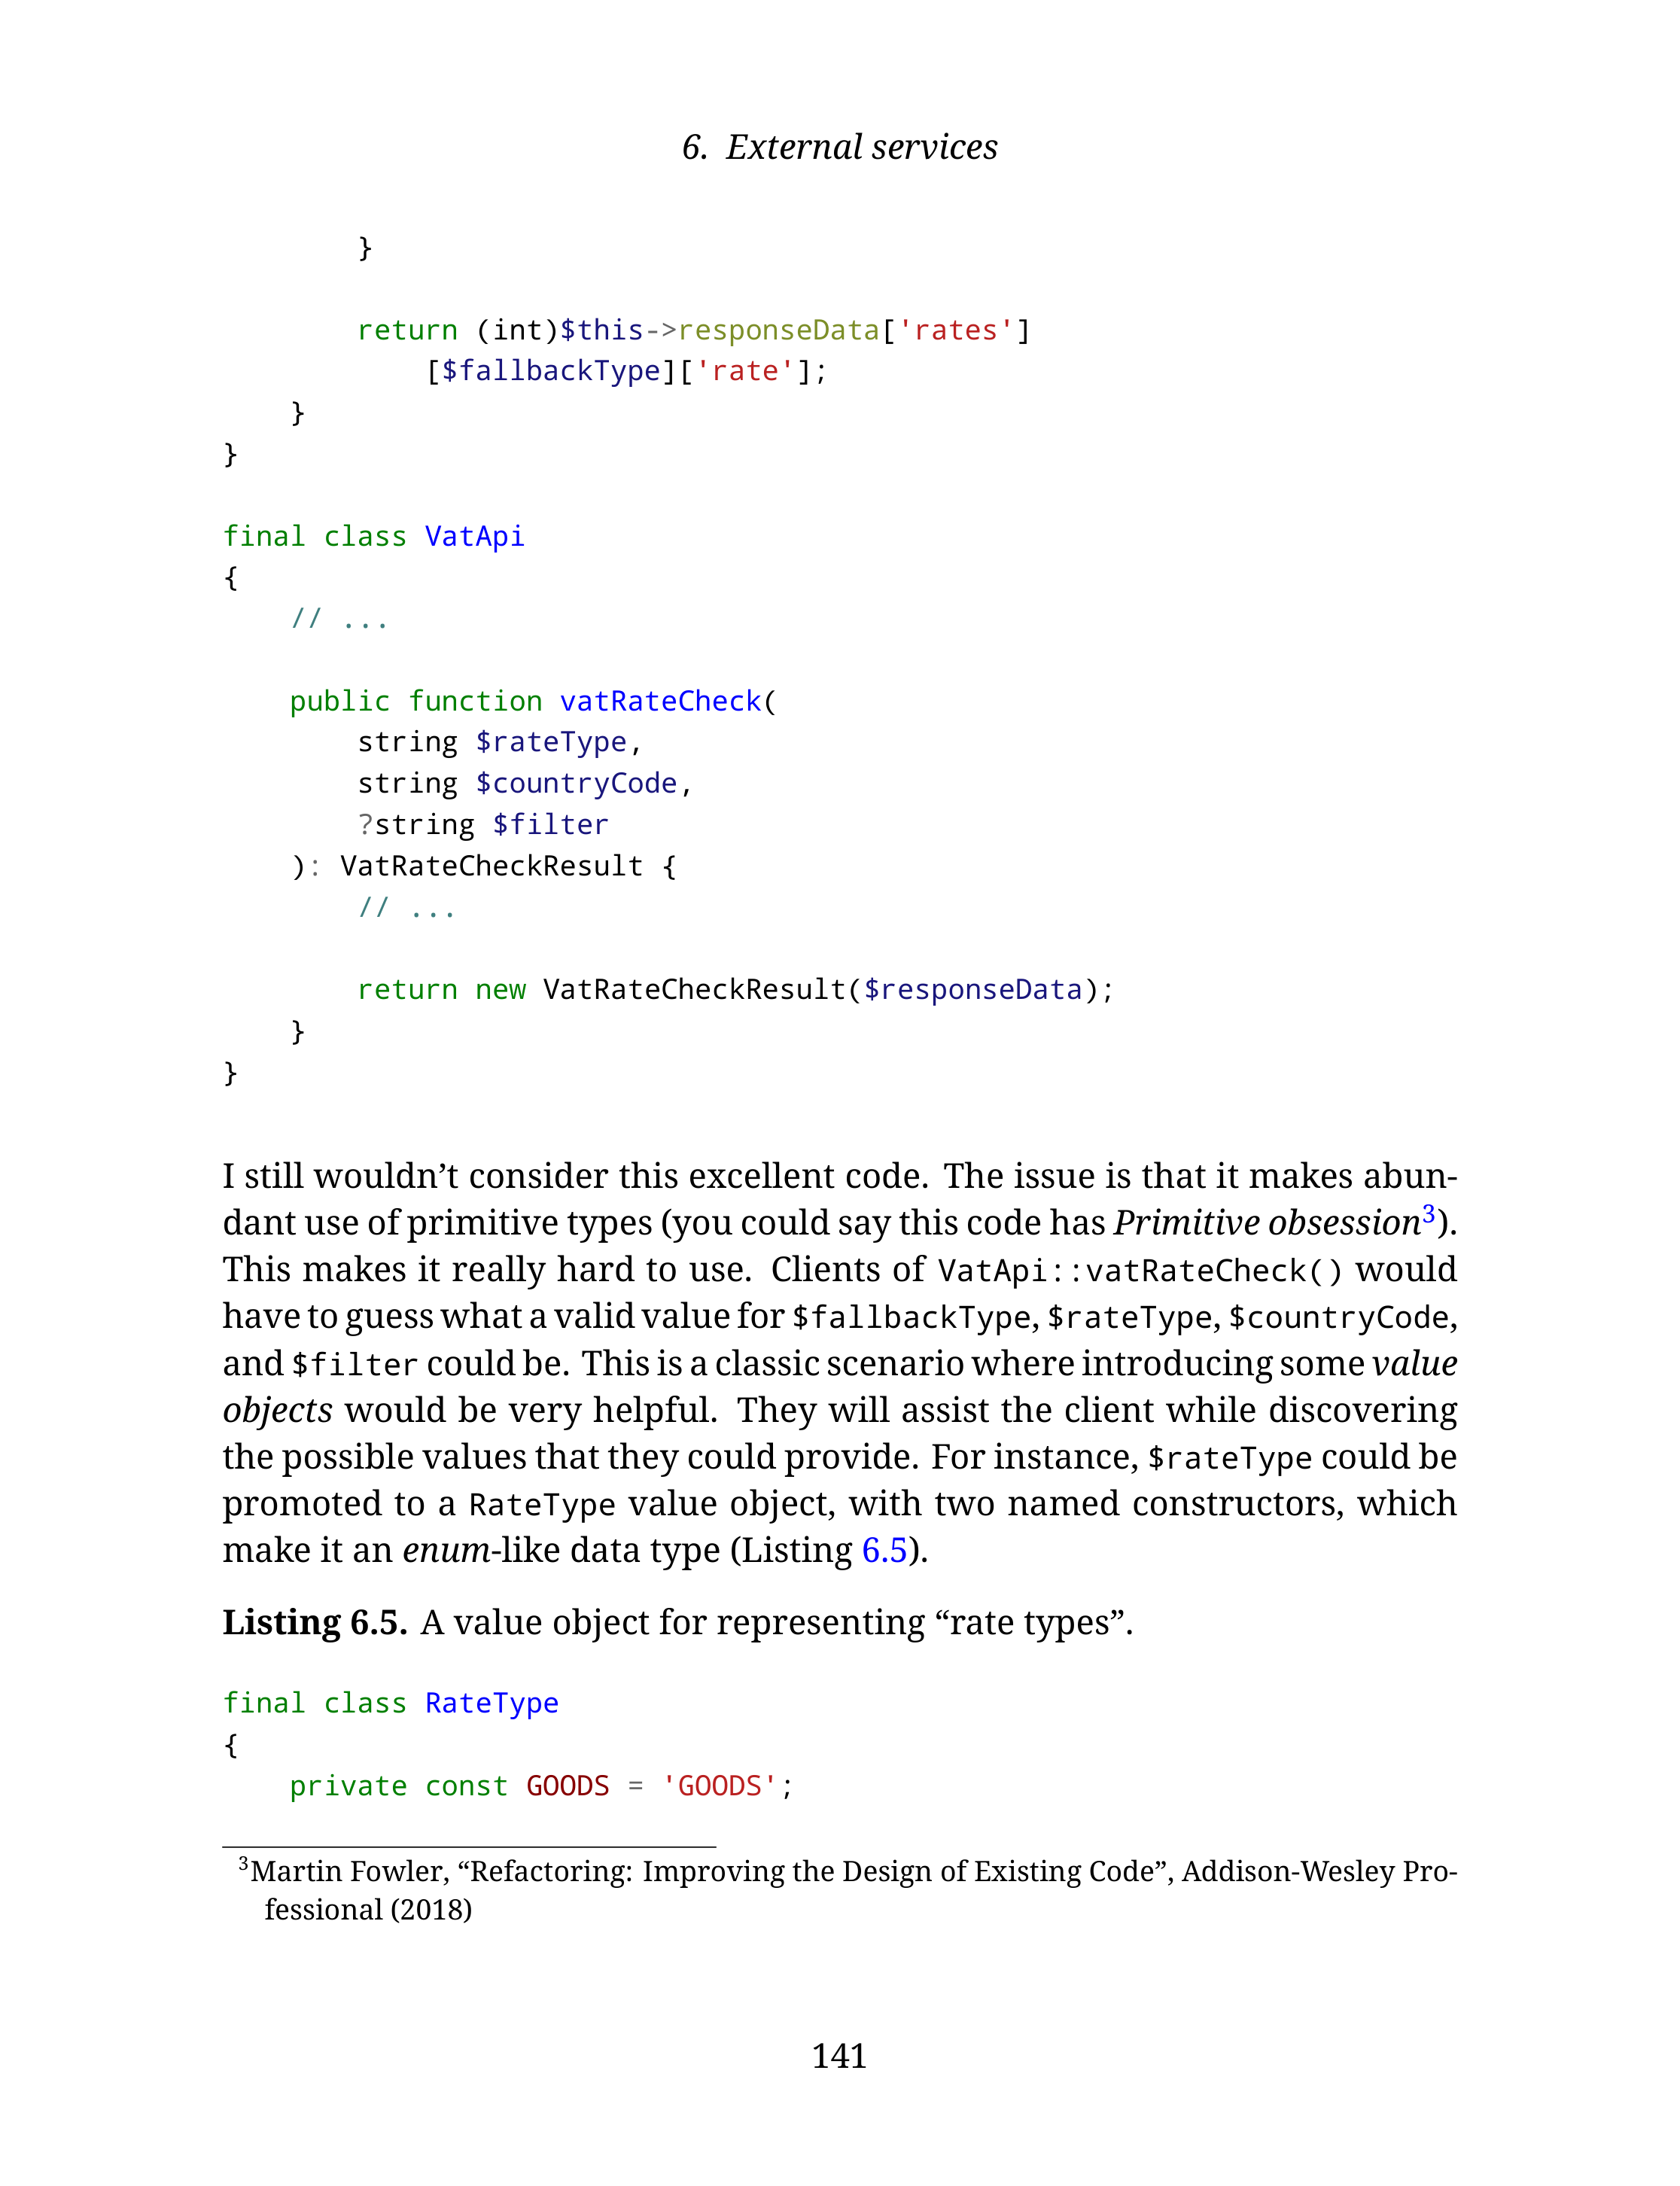 6. External services
        }
        return (int)$this->responseData['rates']
            [$fallbackType]['rate'];
    }
}
final class VatApi
{
    // ...
    public function vatRateCheck(
        string $rateType,
        string $countryCode,
        ?string $filter
    ): VatRateCheckResult {
        // ...
        return new VatRateCheckResult($responseData);
    }
}
I still wouldn’t consider this excellent code. The issue is that it makes abun-
dant use of primitive types (you could say this code has Primitive obsession3).
This makes it really hard to use. Clients of VatApi::vatRateCheck() would
have to guess what a valid value for $fallbackType, $rateType, $countryCode,
and $filter could be. This is a classic scenario where introducing some value
objects would be very helpful. They will assist the client while discovering
the possible values that they could provide. For instance, $rateType could be
promoted to a RateType value object, with two named constructors, which
make it an enum-like data type (Listing 6.5).
Listing 6.5. A value object for representing “rate types”.
final class RateType
{
    private const GOODS = 'GOODS';
3Martin Fowler, “Refactoring: Improving the Design of Existing Code”, Addison-Wesley Pro-
fessional (2018)
141